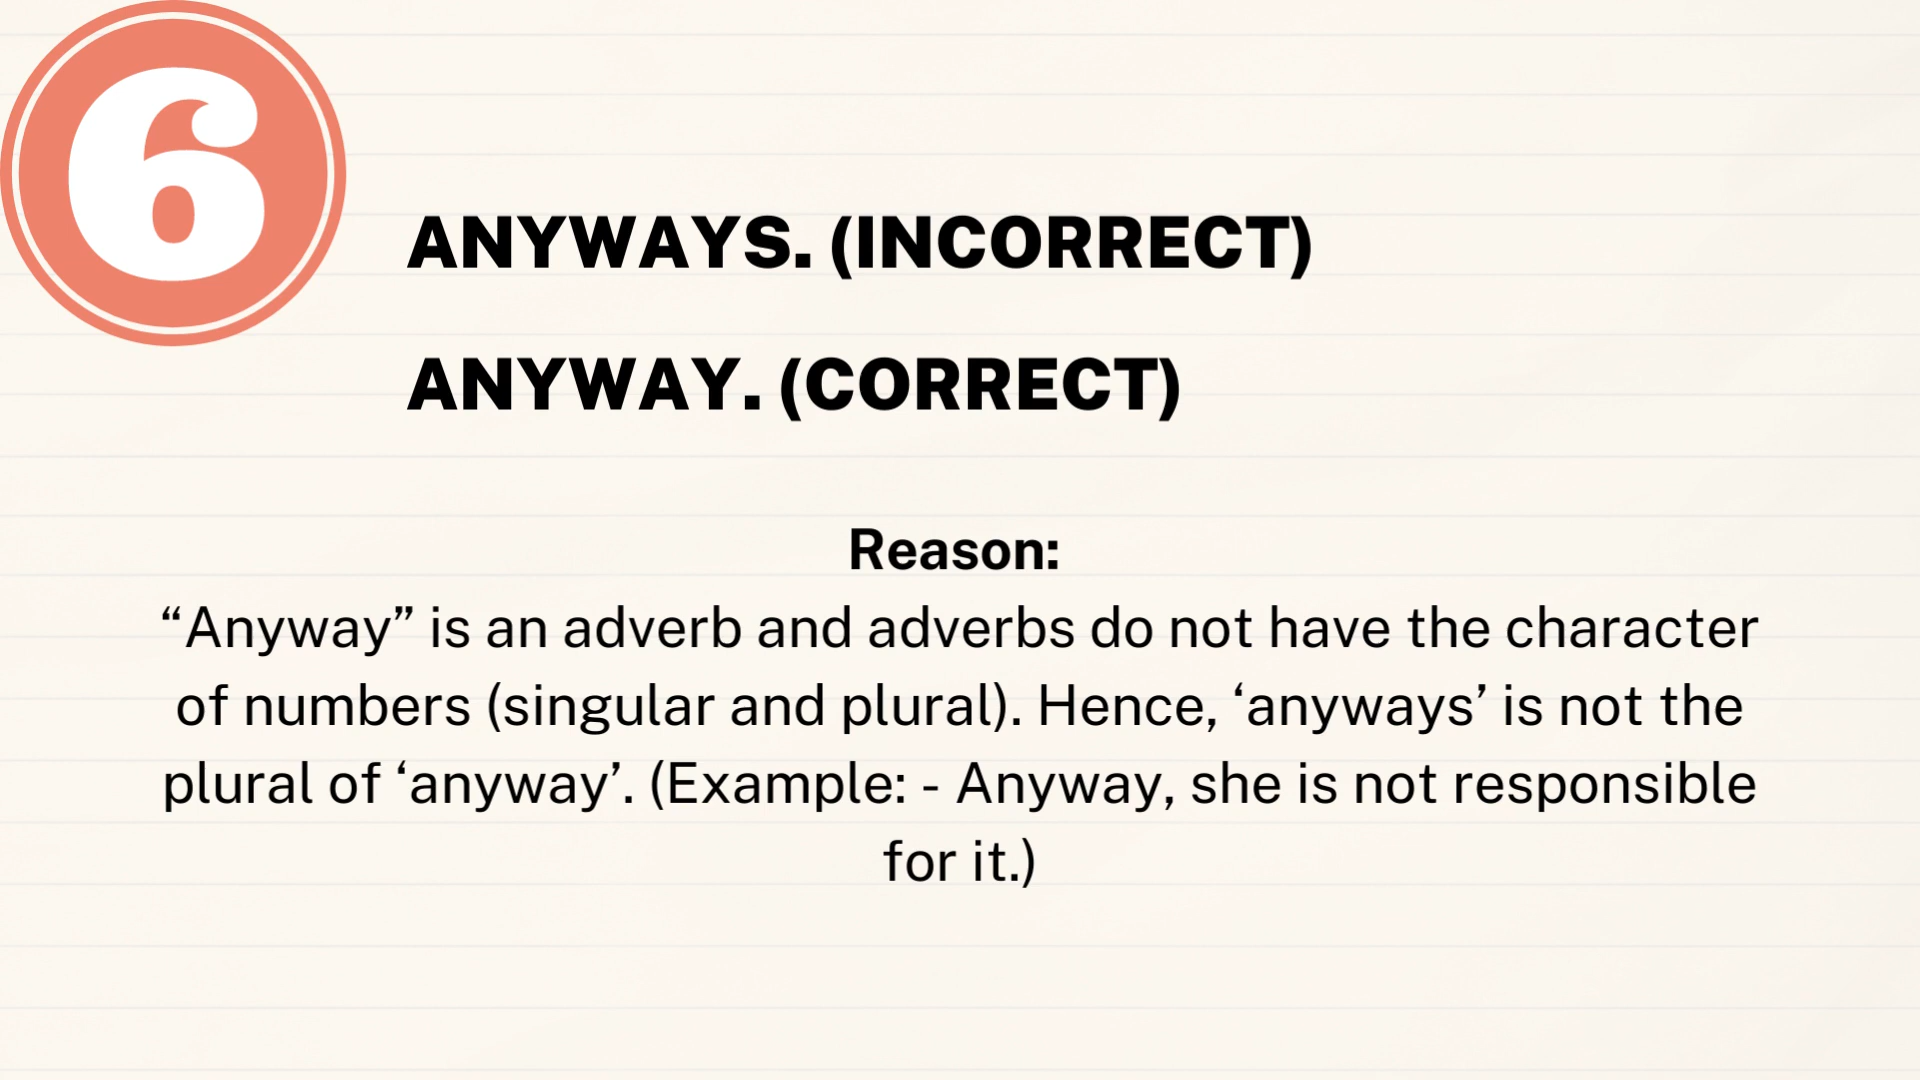 6
ANYWAYS. (INCORRECT)
ANYWAY. (CORRECT)
Reason:
“Anyway” is an adverb and adverbs do not have the character
of numbers (singular and plural). Hence, ‘anyways’ is not the
plural of ‘anyway’. (Example: - Anyway, she is not responsible
for it.)